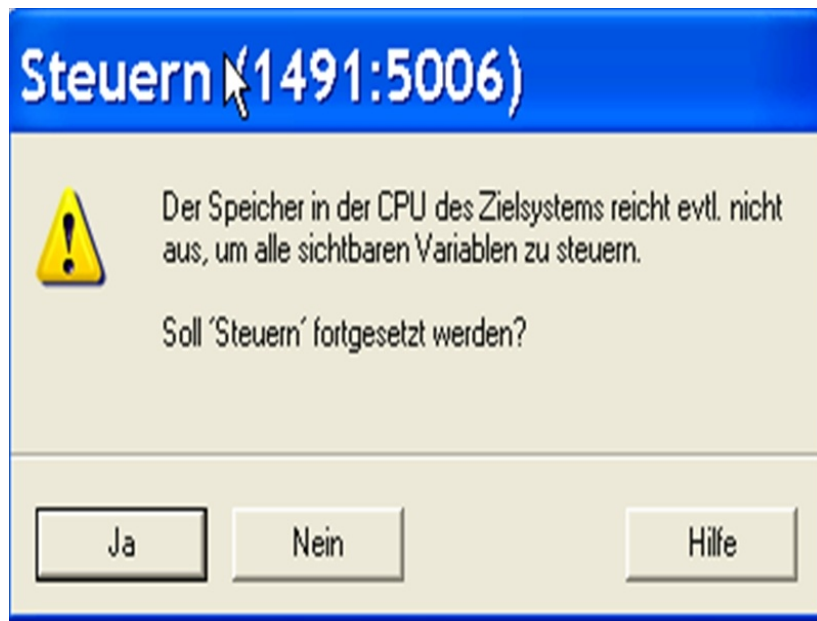 Steuern (1491:5006)
Der Speicher in der CPU des Zielsystems reicht evtl. nicht
aus, um alle sichtbaren Variablen zu steuern.
Soll ´Steuern´ fortgesetzt werden?
Ja
Nein
Hilfe